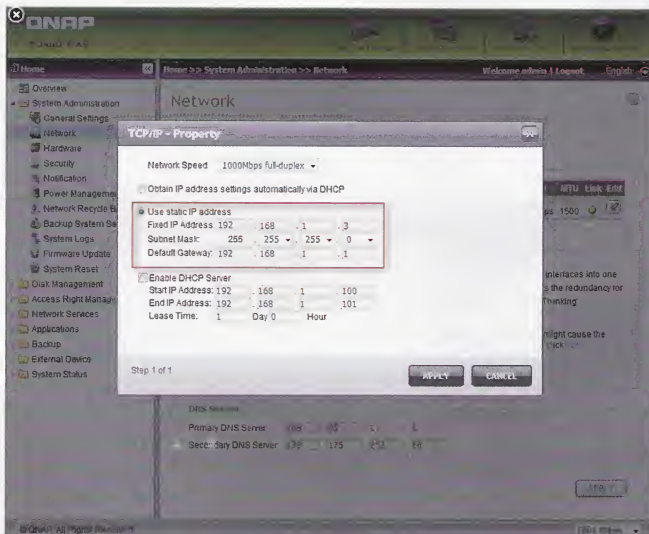 QNAP
Home
Home >> System Administration >> Network
Welcome admin | Logout
English
Overview
System Administration
General Settings
Network
Hardware
Security
Notification
Power Management
Network Recycle B
Backup System Se
System Logs
Firmware Update
System Reset
Disk Management
Access Right Manag
Network Services
Applications
Backup
External Device
System Status
Network
TCP/IP - Property
Network Speed 1000Mbps full-duplex
Obtain IP address settings automatically via DHCP
Use static IP address
Fixed IP Address: 192 . 168 . 1 . 3
Subnet Mask: 255 . 255 . 255 . 0
Default Gateway: 192 . 168 . 1 . 1
Enable DHCP Server
Start IP Address: 192 . 168 . 1 . 100
End IP Address: 192 . 168 . 1 . 101
Lease Time: 1 Day 0 Hour
Step 1 of 1
APPLY
CANCEL
MTU Link Edit
1500
interfaces into one
the redundancy for
Trunking'
might cause the
DNS Server
Primary DNS Server
Secondary DNS Server 175
APPLY